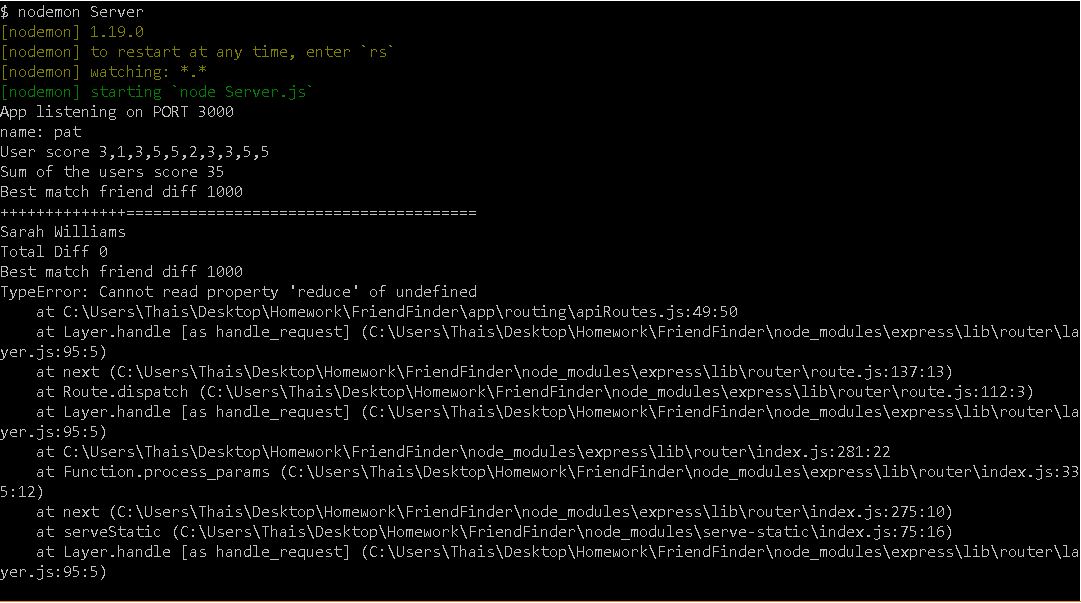 $ nodemon Server
[nodemon] 1.19.0
[nodemon] to restart at any time, enter `rs`
[nodemon] watching: *.*
[nodemon] starting `node Server.js`
App listening on PORT 3000
name: pat
User score 3,1,3,5,5,2,3,3,5,5
Sum of the users score 35
Best match friend diff 1000
++++++++++++++=======================================
Sarah Williams
Total Diff 0
Best match friend diff 1000
TypeError: Cannot read property 'reduce' of undefined
    at C:\Users\Thais\Desktop\Homework\FriendFinder\app\routing\apiRoutes.js:49:50
    at Layer.handle [as handle_request] (C:\Users\Thais\Desktop\Homework\FriendFinder\node_modules\express\lib\router\la
yer.js:95:5)
    at next (C:\Users\Thais\Desktop\Homework\FriendFinder\node_modules\express\lib\router\route.js:137:13)
    at Route.dispatch (C:\Users\Thais\Desktop\Homework\FriendFinder\node_modules\express\lib\router\route.js:112:3)
    at Layer.handle [as handle_request] (C:\Users\Thais\Desktop\Homework\FriendFinder\node_modules\express\lib\router\la
yer.js:95:5)
    at C:\Users\Thais\Desktop\Homework\FriendFinder\node_modules\express\lib\router\index.js:281:22
    at Function.process_params (C:\Users\Thais\Desktop\Homework\FriendFinder\node_modules\express\lib\router\index.js:33
5:12)
    at next (C:\Users\Thais\Desktop\Homework\FriendFinder\node_modules\express\lib\router\index.js:275:10)
    at serveStatic (C:\Users\Thais\Desktop\Homework\FriendFinder\node_modules\serve-static\index.js:75:16)
    at Layer.handle [as handle_request] (C:\Users\Thais\Desktop\Homework\FriendFinder\node_modules\express\lib\router\la
yer.js:95:5)